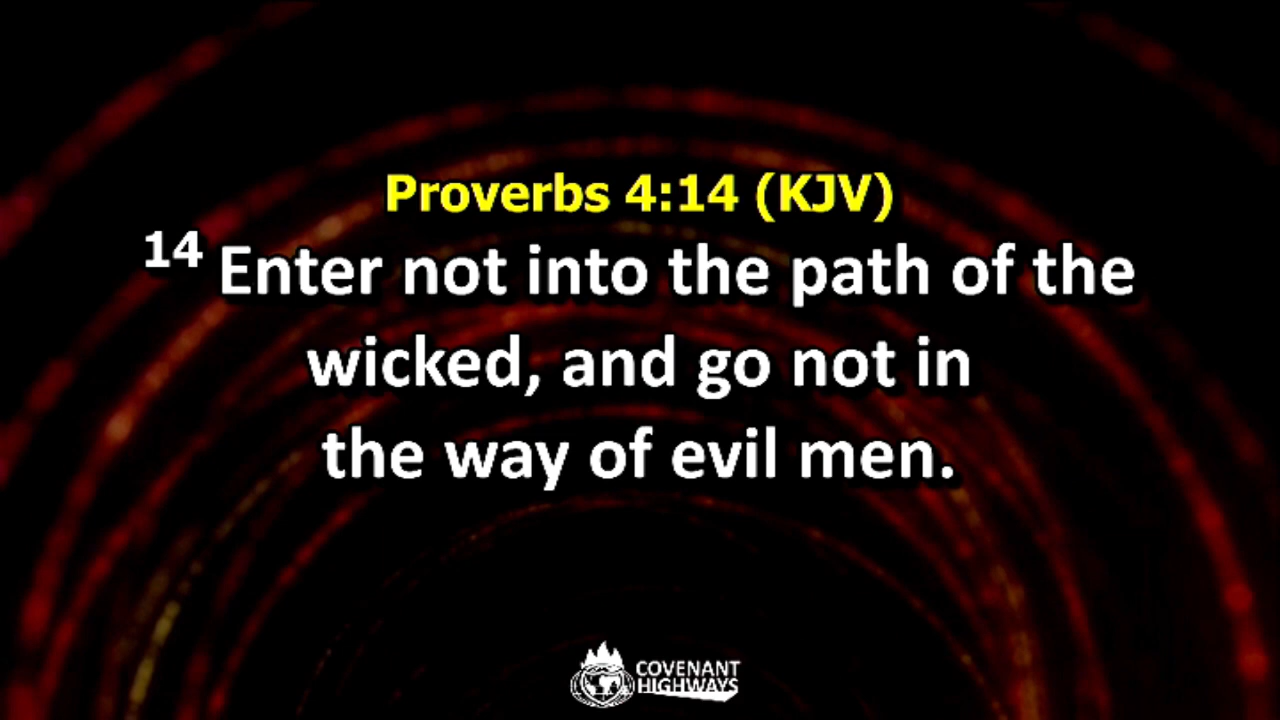 Proverbs 4:14 (KJV)
14 Enter not into the path of the
wicked, and go not in
the way of evil men.
COVENANT
HIGHWAYS